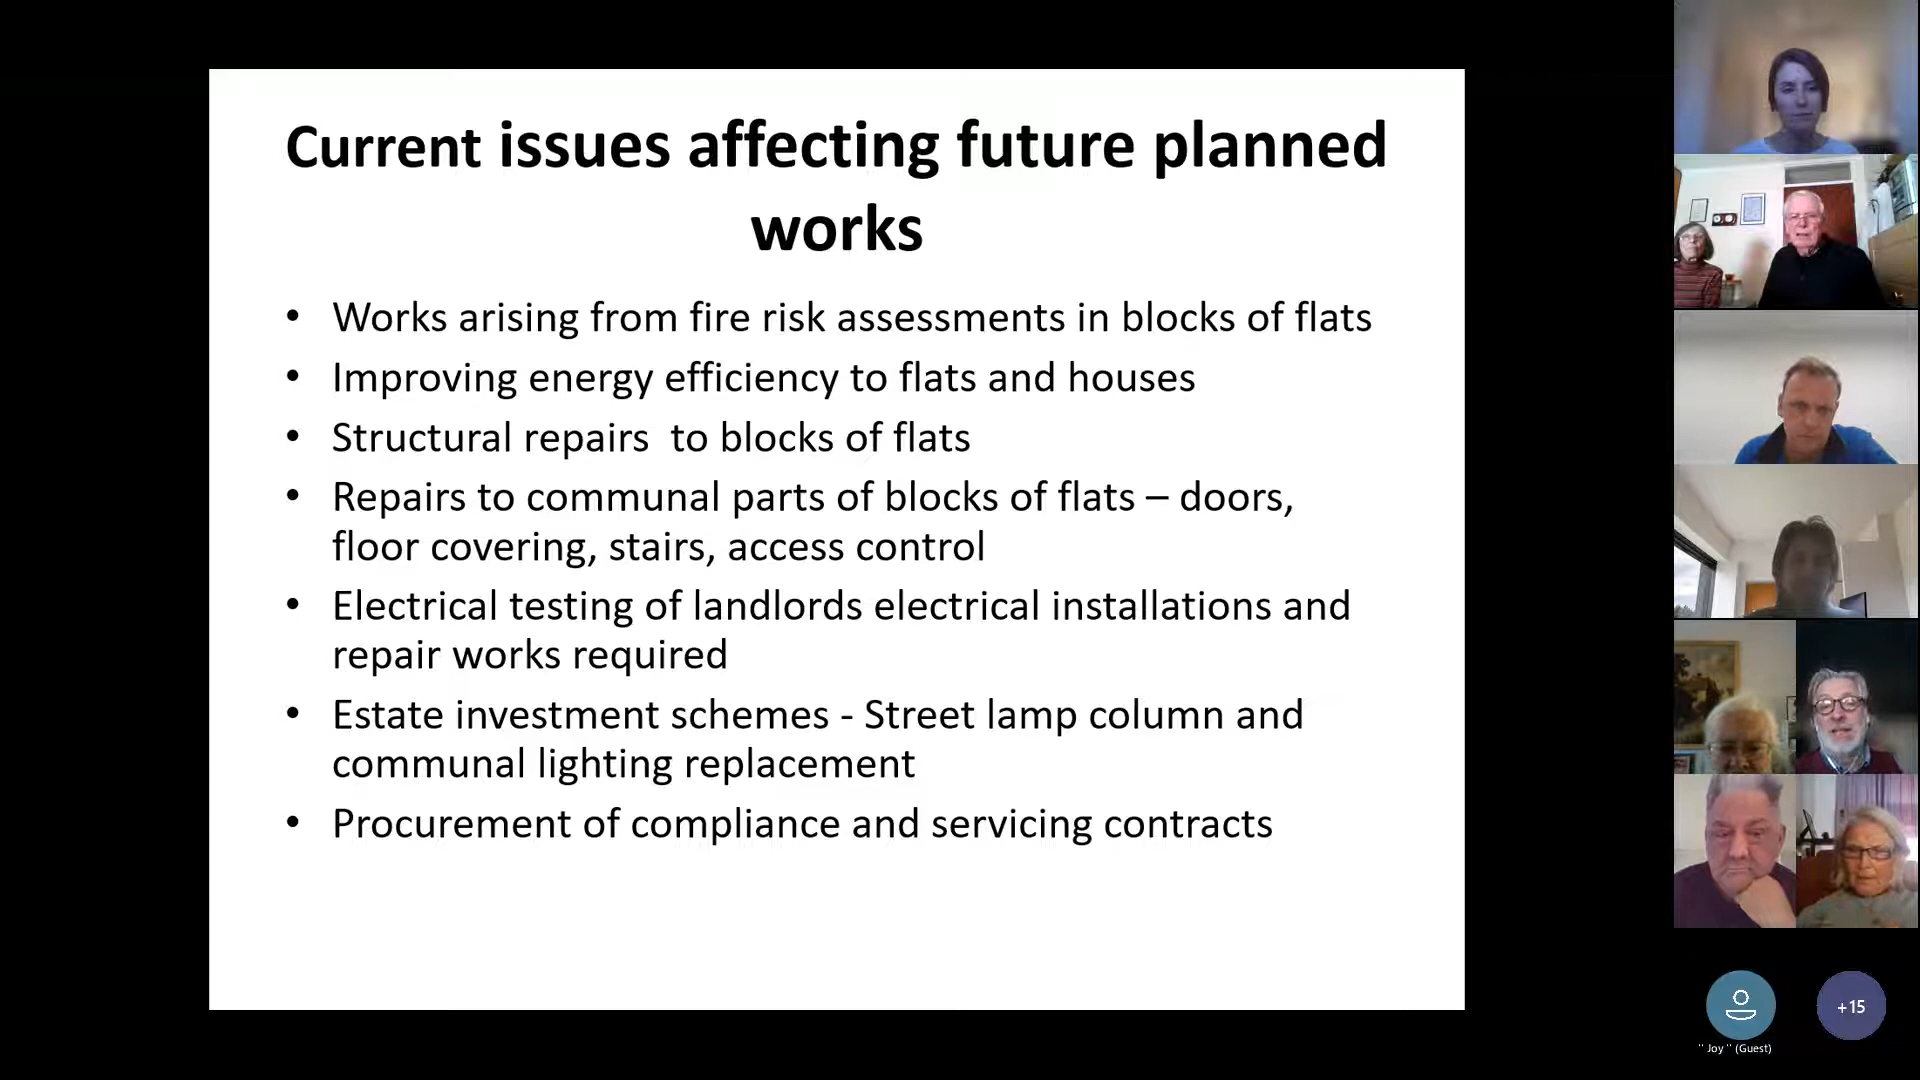 Current issues affecting future planned
works
• Works arising from fire risk assessments in blocks of flats
• Improving energy efficiency to flats and houses
• Structural repairs  to blocks of flats
• Repairs to communal parts of blocks of flats – doors,
floor covering, stairs, access control
• Electrical testing of landlords electrical installations and
repair works required
• Estate investment schemes - Street lamp column and
communal lighting replacement
• Procurement of compliance and servicing contracts
+15
" Joy " (Guest)